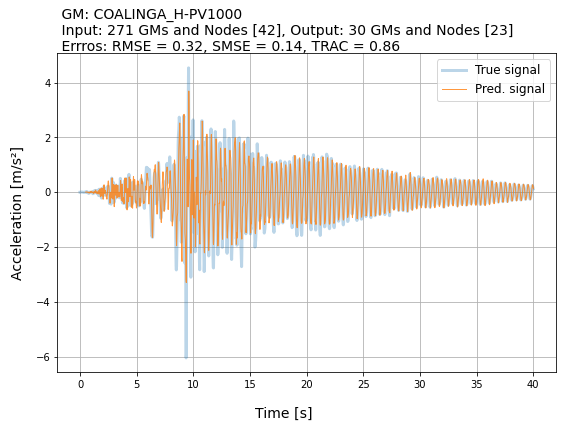 GM: COALINGA_H-PV1000
Input: 271 GMs and Nodes [42], Output: 30 GMs and Nodes [23]
Errros: RMSE = 0.32, SMSE = 0.14, TRAC = 0.86
True signal
Pred. signal
4
2
0
−2
−4
−6
Acceleration [m/s²]
0 5 10 15 20 25 30 35 40
Time [s]